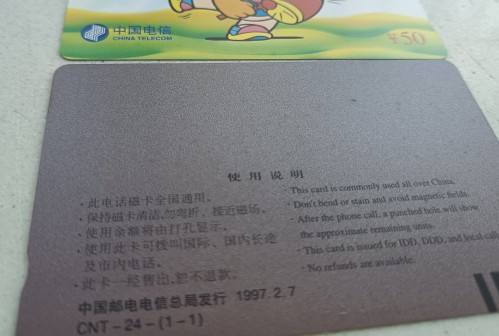 中国电信
CHINA TELECOM
¥50
使用说明
· 此电话磁卡全国通用。
· 保持磁卡清洁,勿弯折、接近磁场。
· 使用余额将由打孔显示。
· 使用此卡可拨叫国际、国内长途
及市内电话。
· 此卡一经售出,恕不退款。
· This card is commonly used all over China.
· Don't bend or stain and avoid magnetic fields.
· After the phone call, a punched hole will show
the approximate remaining units.
· This card is issued for IDD, DDD, and local calls
· No refunds are available.
中国邮电电信总局发行 1997.2.7
CNT-24-(1-1)